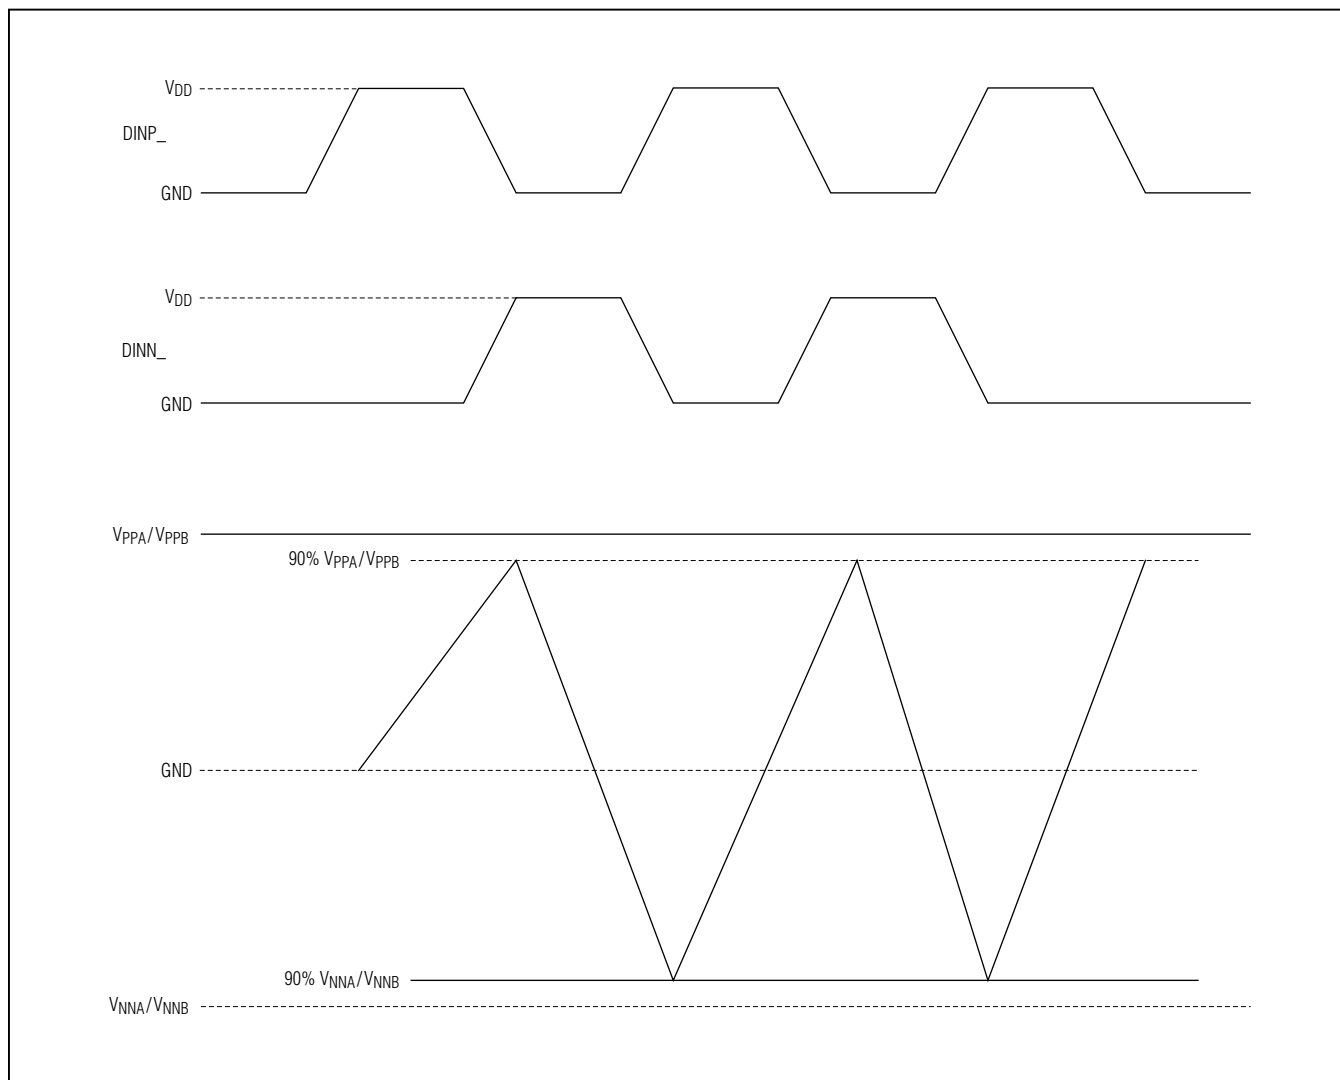 VDD
DINP_
GND
VDD
DINN_
GND
VPPA/VPPB
90% VPPA/VPPB
GND
90% VNNA/VNNB
VNNA/VNNB